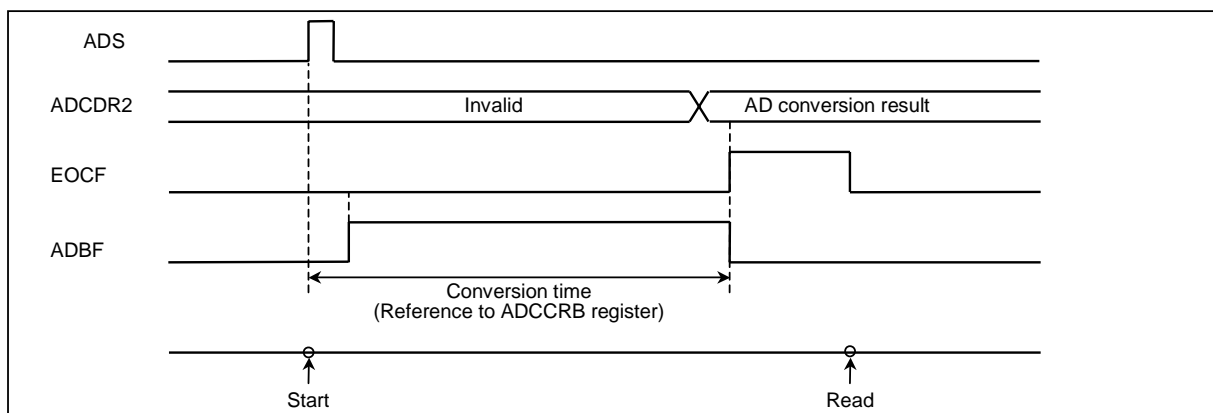 ADS
ADCDR2
Invalid
AD conversion result
EOCF
ADBF
Conversion time
(Reference to ADCCRB register)
Start
Read